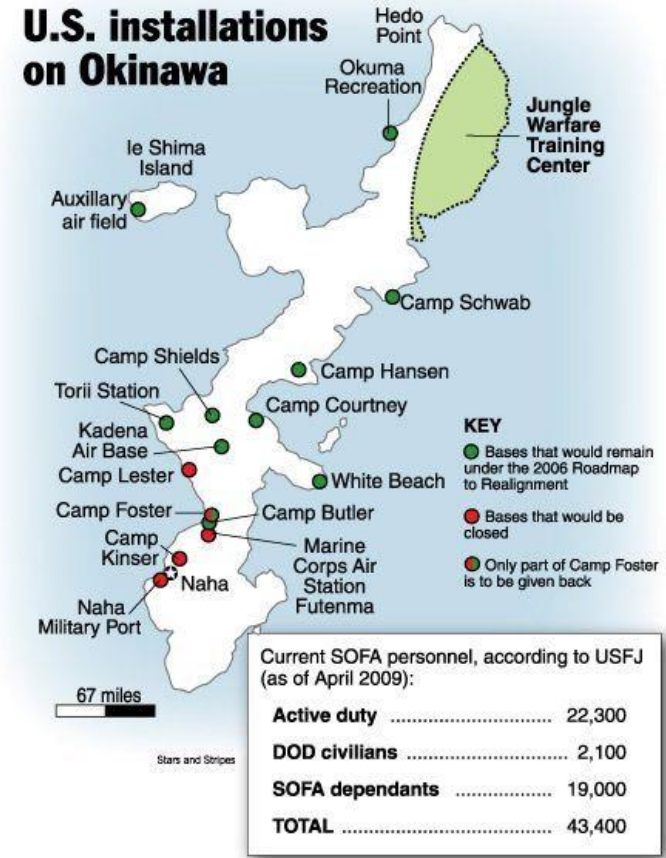 U.S. installations
on Okinawa
Hedo
Point
Okuma
Recreation
Jungle
Warfare
Training
Center
Ie Shima
Island
Auxillary
air field
Camp Schwab
Camp Shields
Camp Hansen
Torii Station
Camp Courtney
Kadena
Air Base
Camp Lester
White Beach
Camp Foster
Camp Butler
Camp
Kinser
Marine
Corps Air
Station
Futenma
Naha
Naha
Military Port
KEY
Bases that would remain
under the 2006 Roadmap
to Realignment
Bases that would be
closed
Only part of Camp Foster
is to be given back
67 miles
Stars and Stripes
Current SOFA personnel, according to USFJ
(as of April 2009):
Active duty .............................. 22,300
DOD civilians .............................. 2,100
SOFA dependants .................. 19,000
TOTAL ....................................... 43,400